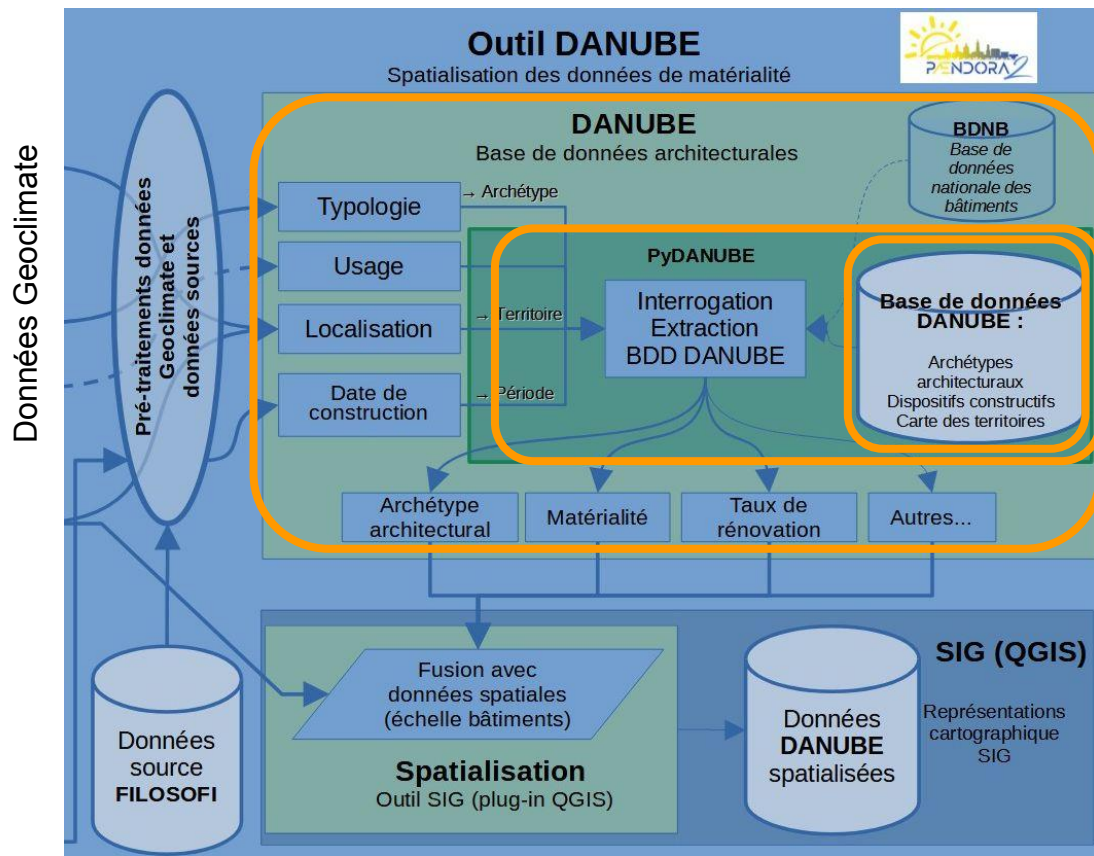 Outil DANUBE
Spatialisation des données de matérialité
PÆNDORA2
Données Geoclimate
Pré-traitements données
Geoclimate et
données sources
DANUBE
Base de données architecturales
BDNB
Base de
données
nationale des
bâtiments
Typologie
→ Archétype
Usage
Localisation
→ Territoire
Date de
construction
→ Période
PyDANUBE
Interrogation
Extraction
BDD DANUBE
Base de données
DANUBE :
Archétypes
architecturaux
Dispositifs constructifs
Carte des territoires
Archétype
architectural
Matérialité
Taux de
rénovation
Autres...
Données
source
FILOSOFI
Fusion avec
données spatiales
(échelle bâtiments)
Spatialisation
Outil SIG (plug-in QGIS)
Données
DANUBE
spatialisées
SIG (QGIS)
Représentations
cartographique
SIG